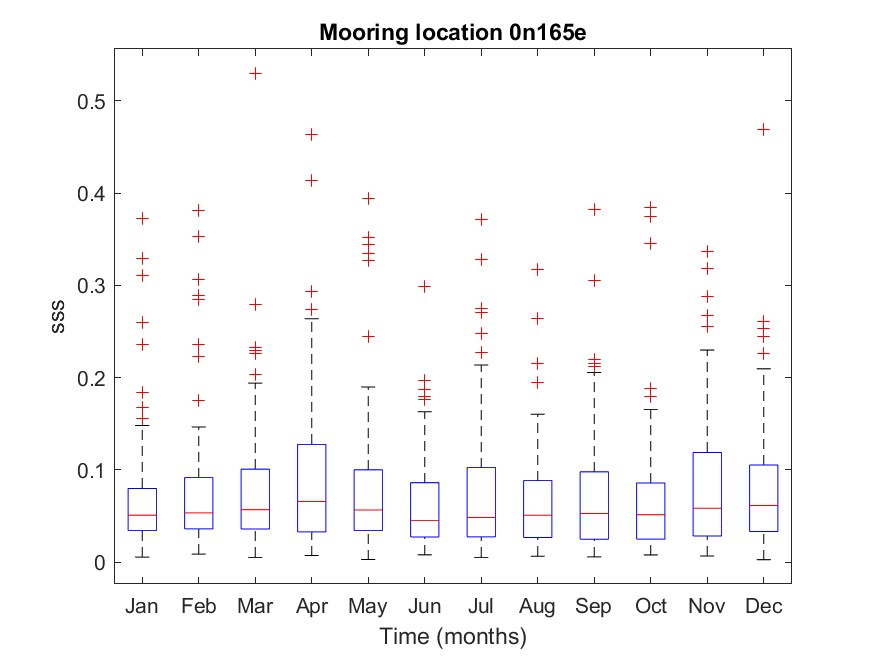 Mooring location 0n165e
0.5
0.4
0.3
0.2
0.1
0
sss
Jan Feb Mar Apr May Jun Jul Aug Sep Oct Nov Dec
Time (months)